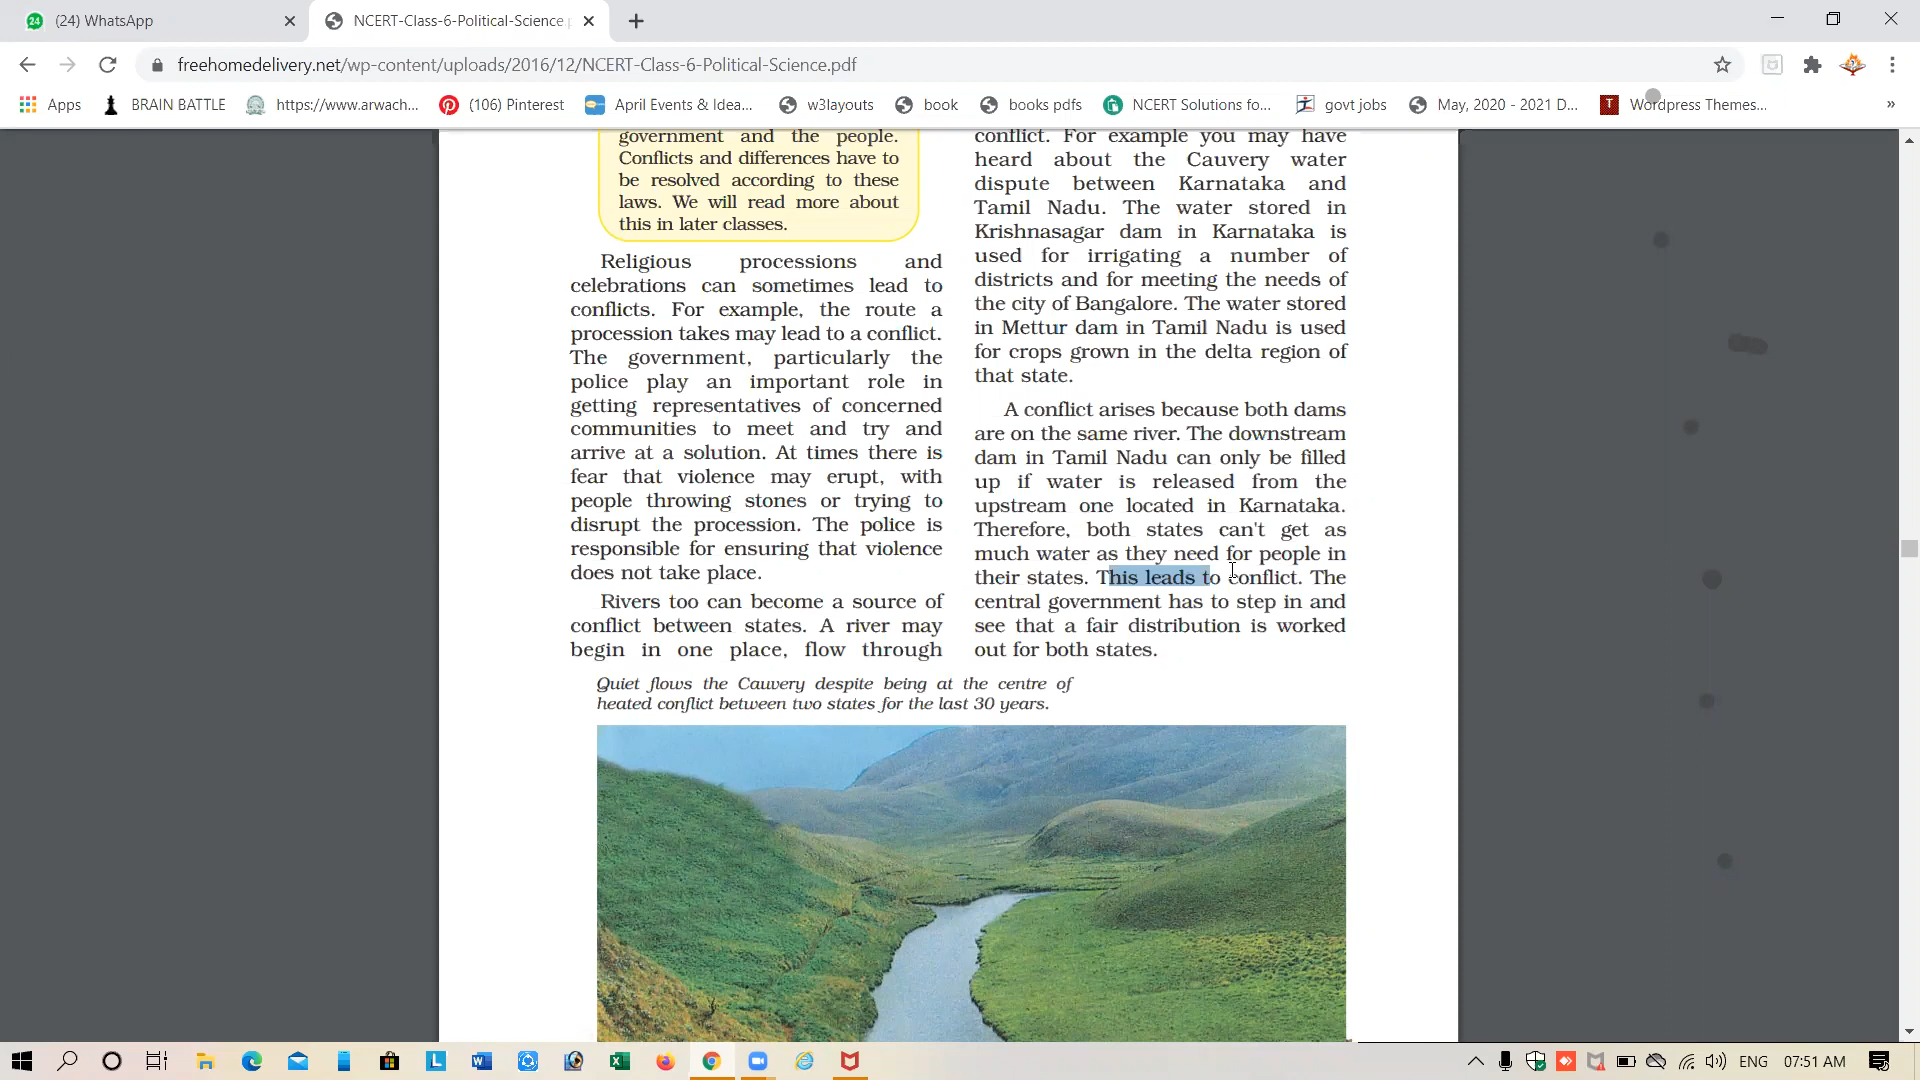 (24) WhatsApp
NCERT-Class-6-Political-Science.p
freehomedelivery.net/wp-content/uploads/2016/12/NCERT-Class-6-Political-Science.pdf
Apps
BRAIN BATTLE
https://www.arwach...
(106) Pinterest
April Events & Idea...
w3layouts
book
books pdfs
NCERT Solutions fo...
govt jobs
May, 2020 - 2021 D...
Wordpress Themes...
»
government and the people.
Conflicts and differences have to
be resolved according to these
laws. We will read more about
this in later classes.
Religious processions and
celebrations can sometimes lead to
conflicts. For example, the route a
procession takes may lead to a conflict.
The government, particularly the
police play an important role in
getting representatives of concerned
communities to meet and try and
arrive at a solution. At times there is
fear that violence may erupt, with
people throwing stones or trying to
disrupt the procession. The police is
responsible for ensuring that violence
does not take place.
Rivers too can become a source of
conflict between states. A river may
begin in one place, flow through
conflict. For example you may have
heard about the Cauvery water
dispute between Karnataka and
Tamil Nadu. The water stored in
Krishnasagar dam in Karnataka is
used for irrigating a number of
districts and for meeting the needs of
the city of Bangalore. The water stored
in Mettur dam in Tamil Nadu is used
for crops grown in the delta region of
that state.
A conflict arises because both dams
are on the same river. The downstream
dam in Tamil Nadu can only be filled
up if water is released from the
upstream one located in Karnataka.
Therefore, both states can't get as
much water as they need for people in
their states. This leads to conflict. The
central government has to step in and
see that a fair distribution is worked
out for both states.
Quiet flows the Cauvery despite being at the centre of
heated conflict between two states for the last 30 years.
ENG
07:51 AM